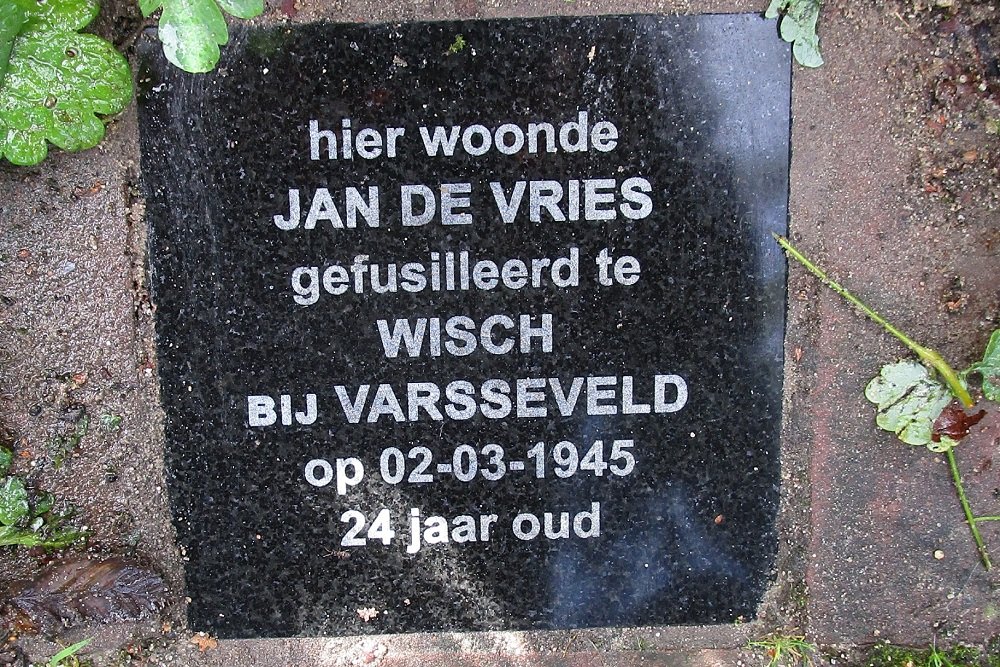 hier woonde
JAN DE VRIES
gefusilleerd te
WISCH
BIJ VARSSEVELD
op 02-03-1945
24 jaar oud